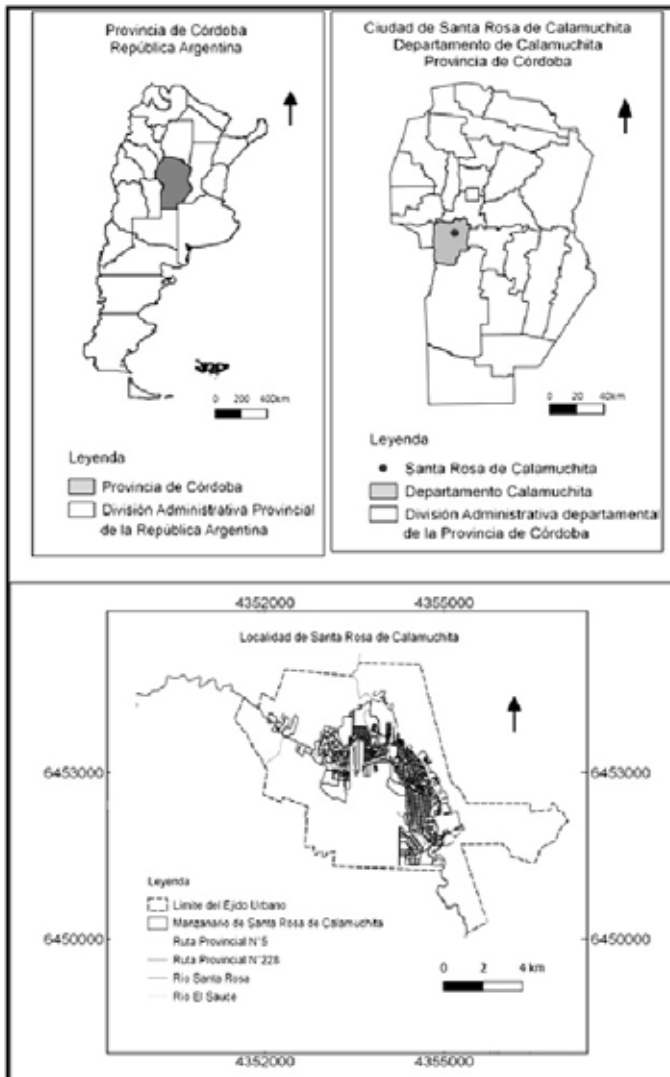 Provincia de Córdoba
República Argentina
0 200 400km
Leyenda
Provincia de Córdoba
División Administrativa Provincial
de la República Argentina
Ciudad de Santa Rosa de Calamuchita
Departamento de Calamuchita
Provincia de Córdoba
0 20 40km
Leyenda
Santa Rosa de Calamuchita
Departamento Calamuchita
División Administrativa departamental
de la Provincia de Córdoba
4352000 4355000
Localidad de Santa Rosa de Calamuchita
6453000 6453000
Leyenda
Limite del Ejido Urbano
Manzanario de Santa Rosa de Calamuchita
Ruta Provincial N°5
Ruta Provincial N°228
Río Santa Rosa
Río El Sauce
6450000 6450000
0 2 4 km
4352000 4355000